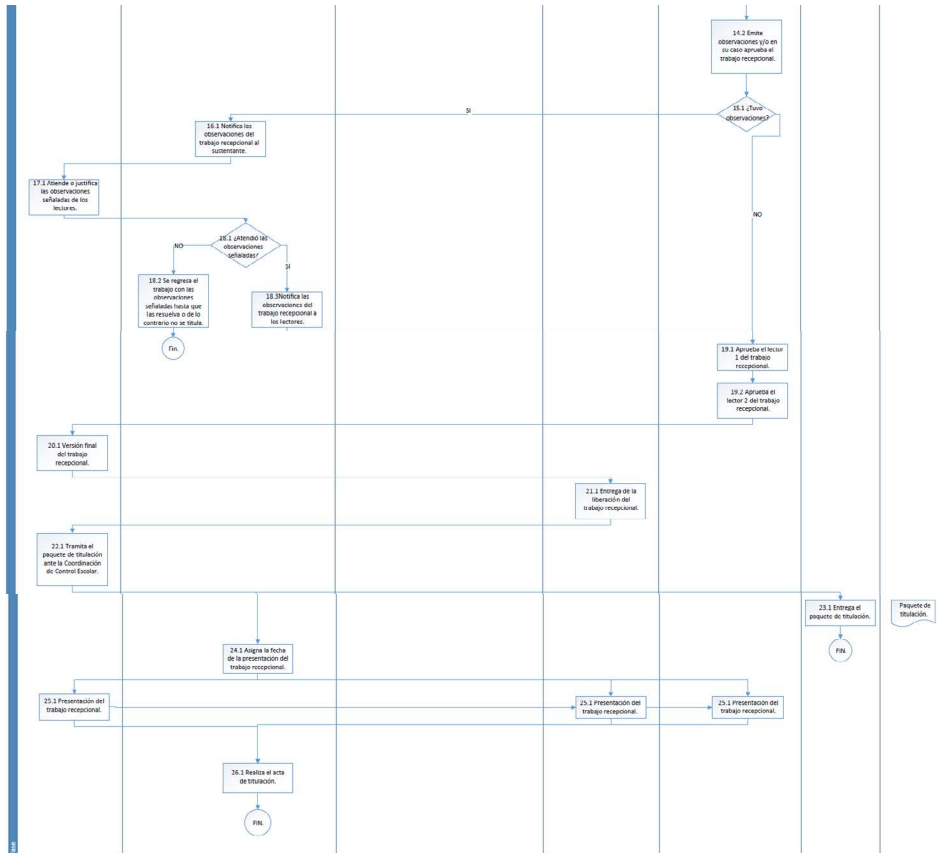 14.2 Emite
observaciones y/o en
su caso aprueba el
trabajo recepcional.
15.1 ¿Tuvo
observaciones?
SI
NO
16.1 Notifica las
observaciones del
trabajo recepcional al
sustentante.
17.1 Atiende o justifica
las observaciones
señaladas de los
lectores.
18.1 ¿Atendió las
observaciones
señaladas?
NO
SI
18.2 Se regresa el
trabajo con las
observaciones
señaladas hasta que
las resuelva o de lo
contrario no se titula.
18.3Notifica las
observaciones del
trabajo recepcional a
los lectores.
Fin.
19.1 Aprueba el lector
1 del trabajo
recepcional.
19.2 Aprueba el
lector 2 del trabajo
recepcional.
20.1 Versión final
del trabajo
recepcional.
21.1 Entrega de la
liberación del
trabajo recepcional.
22.1 Tramita el
paquete de titulación
ante la Coordinación
de Control Escolar.
23.1 Entrega el
paquete de titulación.
Paquete de
titulación.
FIN.
24.1 Asigna la fecha
de la presentación del
trabajo recepcional.
25.1 Presentación del
trabajo recepcional.
25.1 Presentación del
trabajo recepcional.
25.1 Presentación del
trabajo recepcional.
26.1 Realiza el acta
de titulación.
FIN.